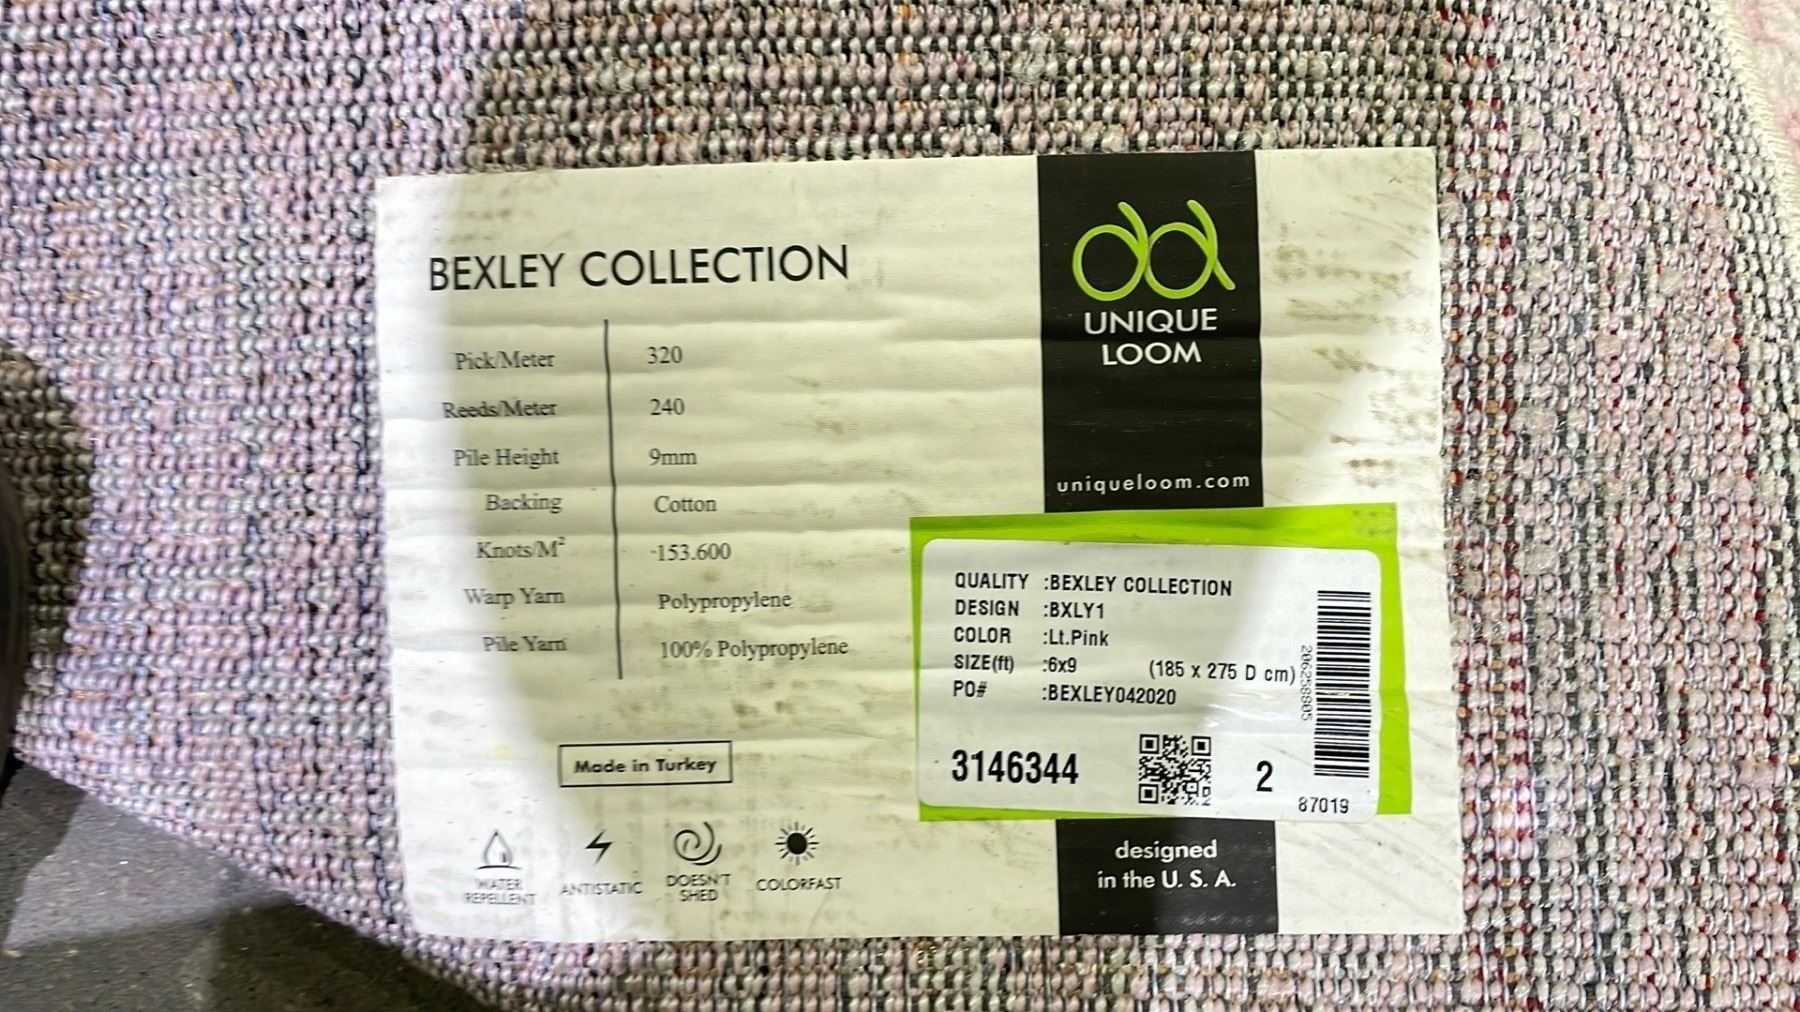 BEXLEY COLLECTION
Pick/Meter 320
Reeds/Meter 240
Pile Height 9mm
Backing Cotton
Knots/M² -153.600
Warp Yarn Polypropylene
Pile Yarn 100% Polypropylene
Made in Turkey
WATER
REPELLENT
ANTISTATIC
DOESN'T
SHED
COLORFAST
UNIQUE
LOOM
uniqueloom.com
QUALITY :BEXLEY COLLECTION
DESIGN :BXLY1
COLOR :Lt.Pink
SIZE(ft) :6x9 (185 x 275 D cm)
PO# :BEXLEY042020
3146344
2
87019
designed
in the U. S. A.